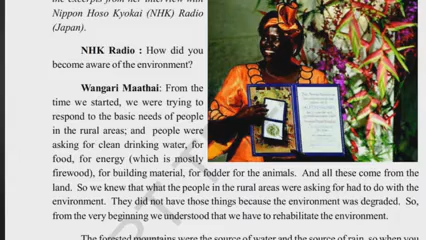 the excerpts from her interview with
Nippon Hoso Kyokai (NHK) Radio
(Japan).
NHK Radio : How did you
become aware of the environment?
Wangari Maathai: From the
time we started, we were trying to
respond to the basic needs of people
in the rural areas; and people were
asking for clean drinking water, for
food, for energy (which is mostly
firewood), for building material, for fodder for the animals. And all these come from the
land. So we knew that what the people in the rural areas were asking for had to do with the
environment. They did not have those things because the environment was degraded. So,
from the very beginning we understood that we have to rehabilitate the environment.
The forested mountains were the source of water and the source of rain, so when you